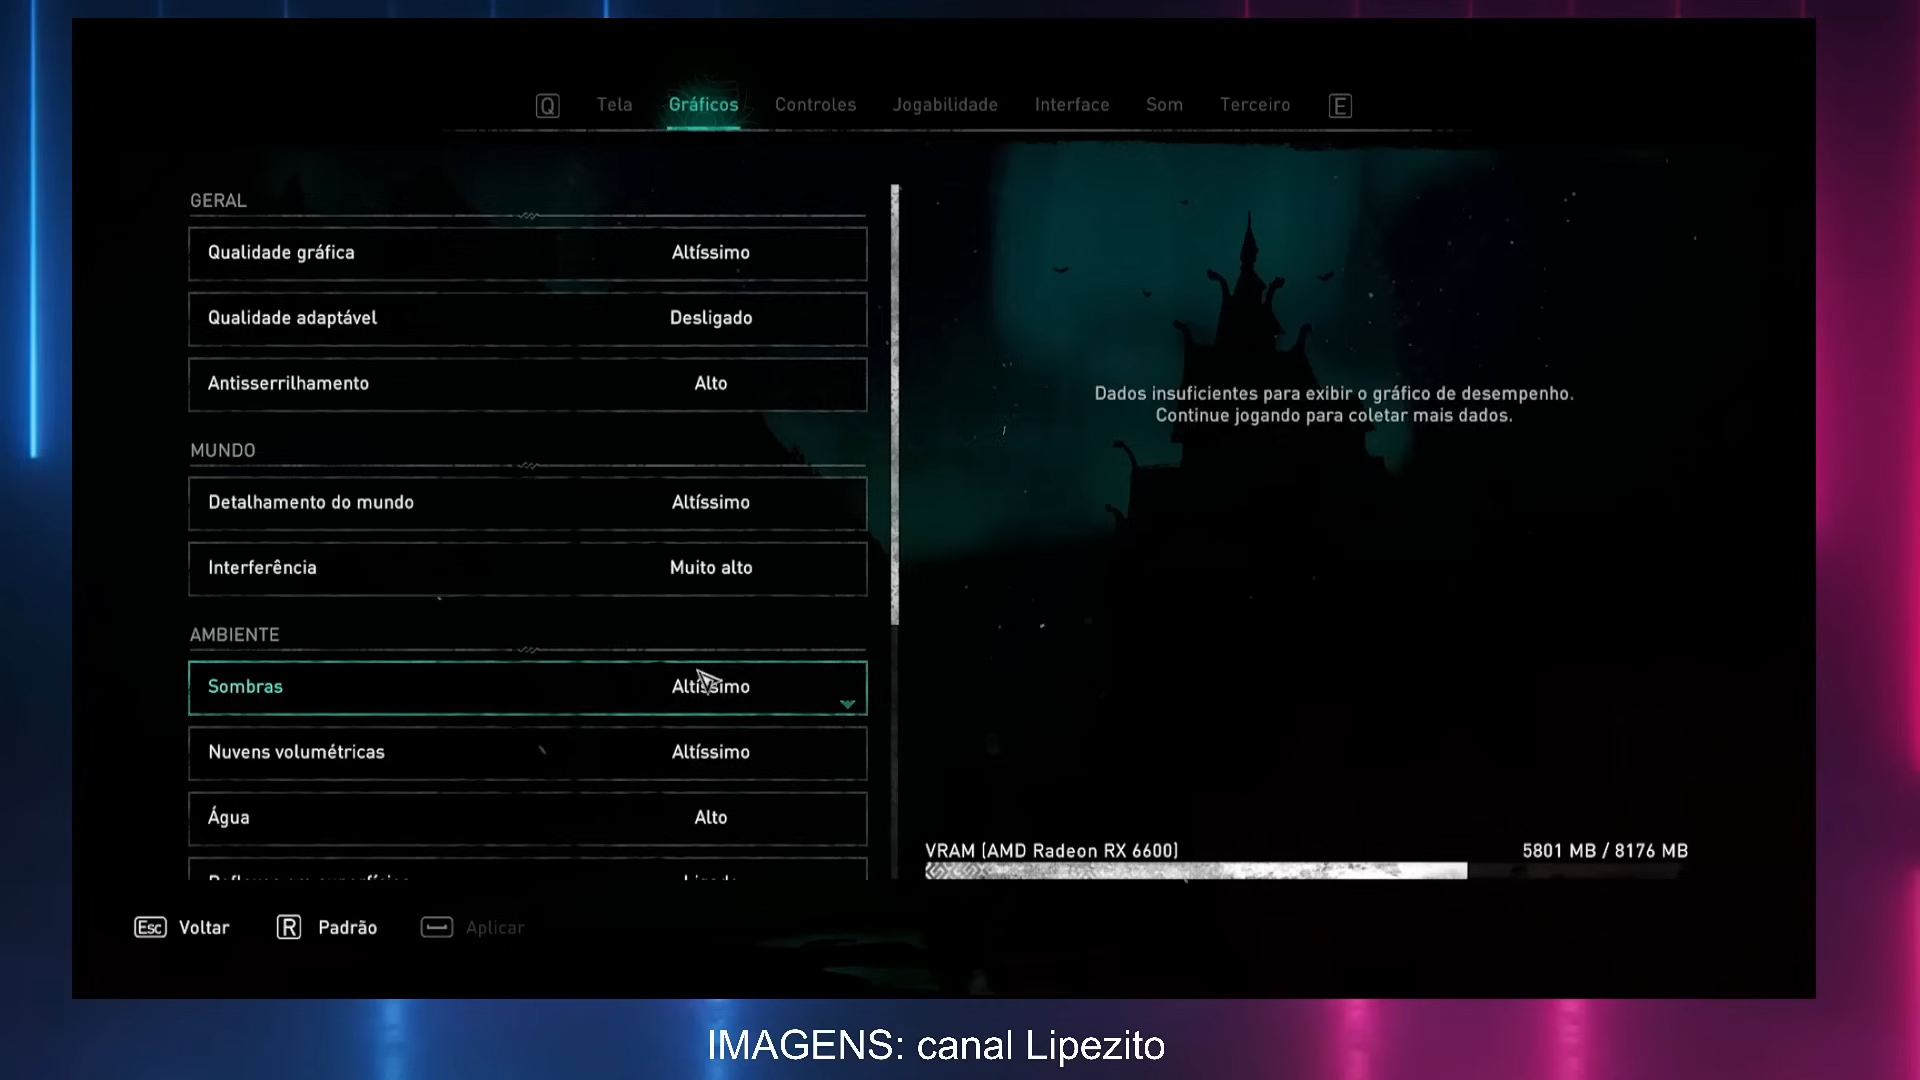 Q Tela Gráficos Controles Jogabilidade Interface Som Terceiro E
GERAL
Qualidade gráfica Altíssimo
Qualidade adaptável Desligado
Antisserrilhamento Alto
MUNDO
Detalhamento do mundo Altíssimo
Interferência Muito alto
AMBIENTE
Sombras Altíssimo
Nuvens volumétricas Altíssimo
Água Alto
Dados insuficientes para exibir o gráfico de desempenho.
Continue jogando para coletar mais dados.
VRAM (AMD Radeon RX 6600) 5801 MB / 8176 MB
Esc Voltar R Padrão Aplicar
IMAGENS: canal Lipezito